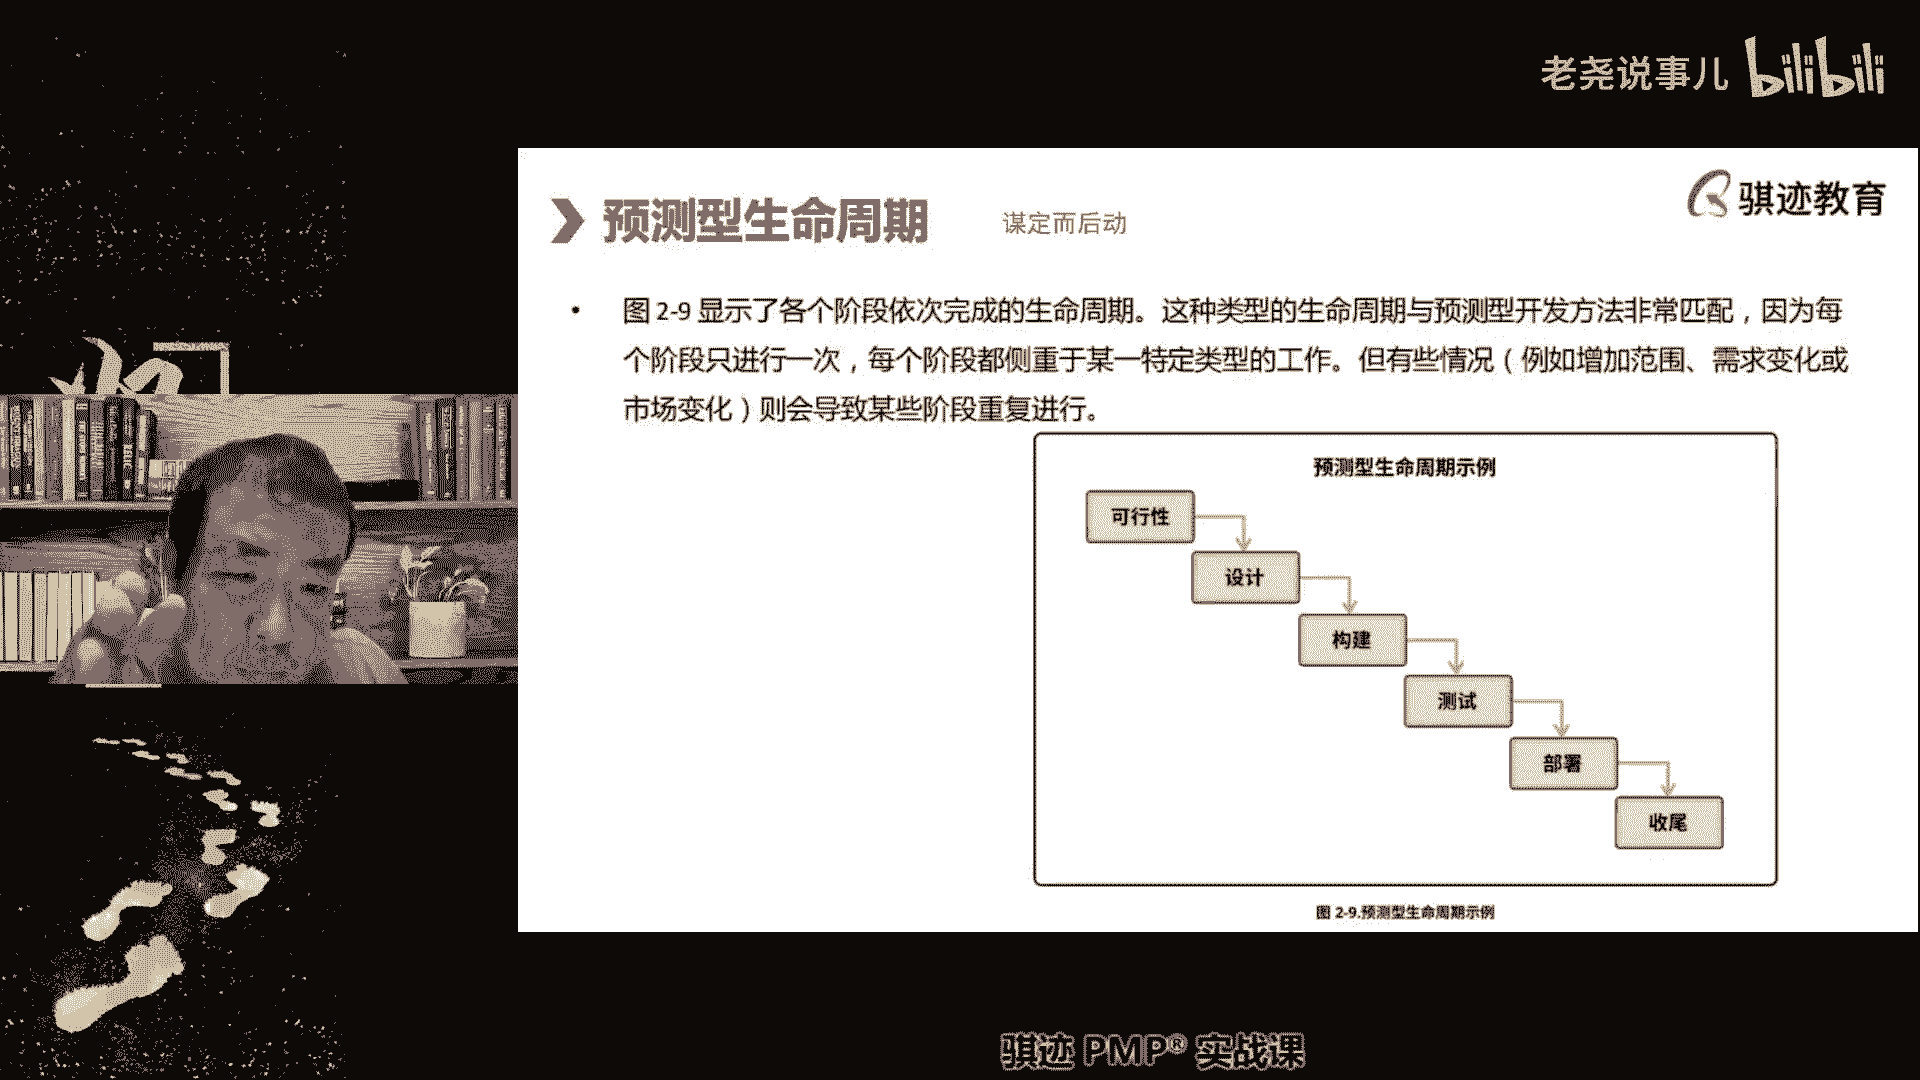 老尧说事儿 bilibili
骐迹教育
预测型生命周期 谋定而后动
• 图 2-9 显示了各个阶段依次完成的生命周期。这种类型的生命周期与预测型开发方法非常匹配，因为每
个阶段只进行一次，每个阶段都侧重于某一特定类型的工作。但有些情况（例如增加范围、需求变化或
市场变化）则会导致某些阶段重复进行。
预测型生命周期示例
可行性
设计
构建
测试
部署
收尾
图 2-9.预测型生命周期示例
骐迹 PMP® 实战课